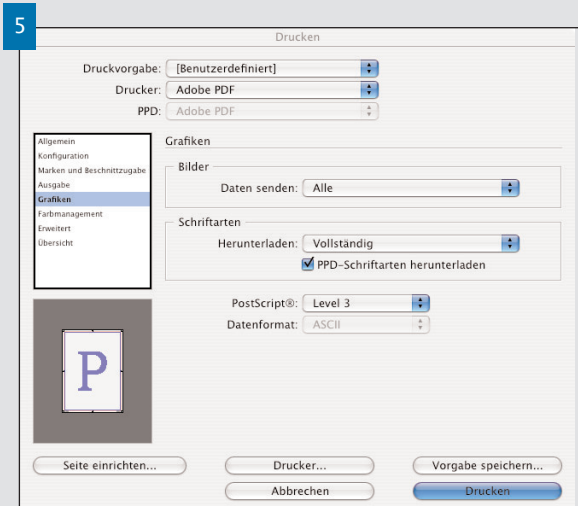 5
Drucken
Druckvorgabe: [Benutzerdefiniert]
Drucker: Adobe PDF
PPD: Adobe PDF
Allgemein
Konfiguration
Marken und Beschnittzugabe
Ausgabe
Grafiken
Farbmanagement
Erweitert
Übersicht
Grafiken
Bilder
Daten senden: Alle
Schriftarten
Herunterladen: Vollständig
PPD-Schriftarten herunterladen
PostScript®: Level 3
Datenformat: ASCII
P
Seite einrichten... Drucker... Vorgabe speichern...
Abbrechen Drucken